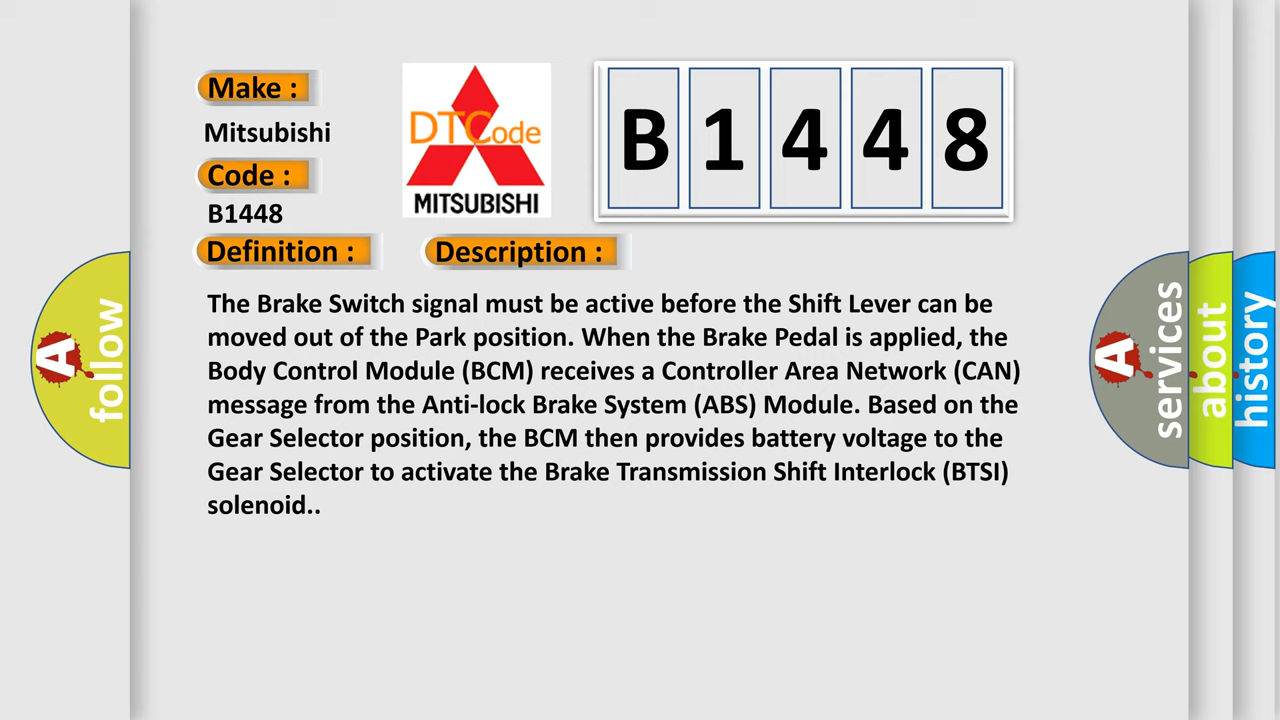 Make :
Mitsubishi
Code :
B1448
DTCode
MITSUBISHI
B1448
Definition :
Description :
The Brake Switch signal must be active before the Shift Lever can be
moved out of the Park position. When the Brake Pedal is applied, the
Body Control Module (BCM) receives a Controller Area Network (CAN)
message from the Anti-lock Brake System (ABS) Module. Based on the
Gear Selector position, the BCM then provides battery voltage to the
Gear Selector to activate the Brake Transmission Shift Interlock (BTSI)
solenoid..
A
follow
A
services
about
history